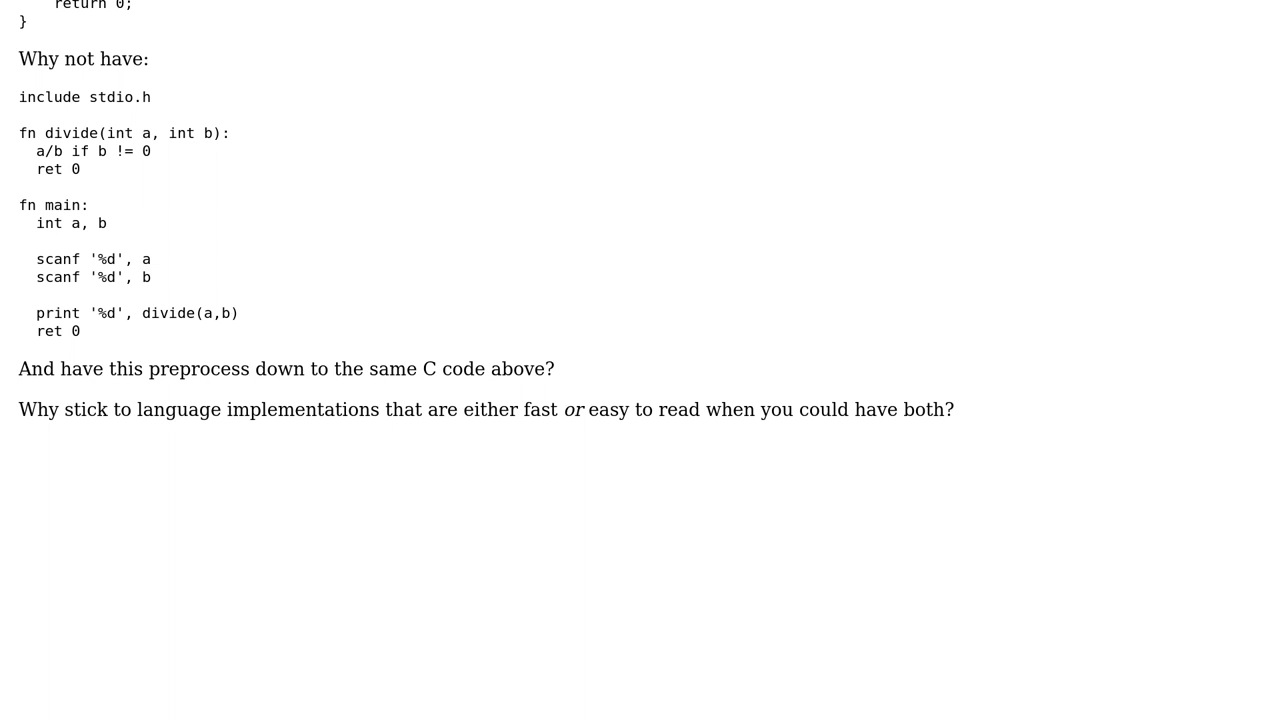 return 0;
}
Why not have:
include stdio.h
fn divide(int a, int b):
  a/b if b != 0
  ret 0
fn main:
  int a, b
  scanf '%d', a
  scanf '%d', b
  print '%d', divide(a,b)
  ret 0
And have this preprocess down to the same C code above?
Why stick to language implementations that are either fast or easy to read when you could have both?